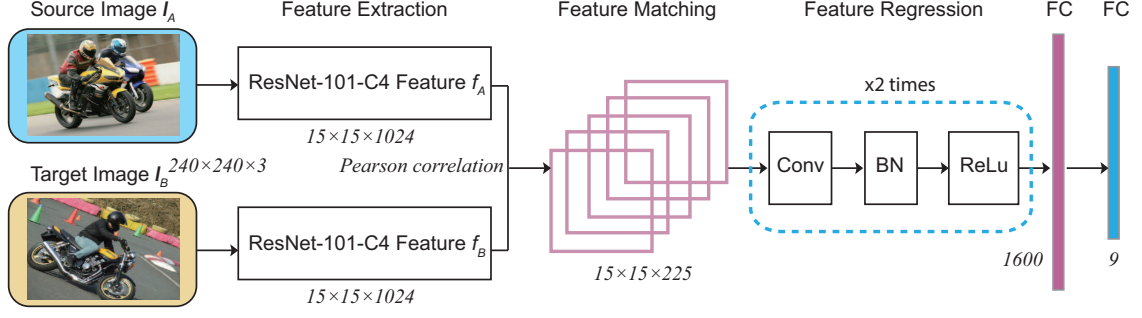 Source Image I_A
Feature Extraction
Feature Matching
Feature Regression
FC
FC
ResNet-101-C4 Feature f_A
15×15×1024
x2 times
Conv
BN
ReLu
Pearson correlation
240×240×3
Target Image I_B
ResNet-101-C4 Feature f_B
15×15×1024
15×15×225
1600
9